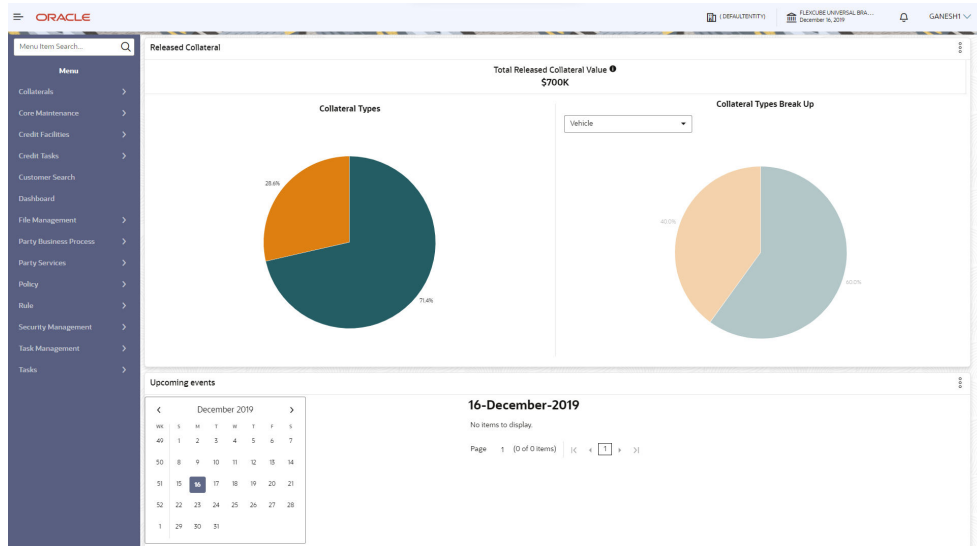 ORACLE
( DEFAULTENTITY)
FLEXCUBE UNIVERSAL BRA...
December 16, 2019
GANESH1
Menu Item Search...
Menu
Collaterals
Core Maintenance
Credit Facilities
Credit Tasks
Customer Search
Dashboard
File Management
Party Business Process
Party Services
Policy
Rule
Security Management
Task Management
Tasks
Released Collateral
Total Released Collateral Value
$700K
Collateral Types
28.6%
71.4%
Collateral Types Break Up
Vehicle
40.0%
60.0%
Upcoming events
December 2019
WK S M T W T F S
49 1 2 3 4 5 6 7
50 8 9 10 11 12 13 14
51 15 16 17 18 19 20 21
52 22 23 24 25 26 27 28
1 29 30 31
16-December-2019
No items to display.
Page 1 (0 of 0 items) 1